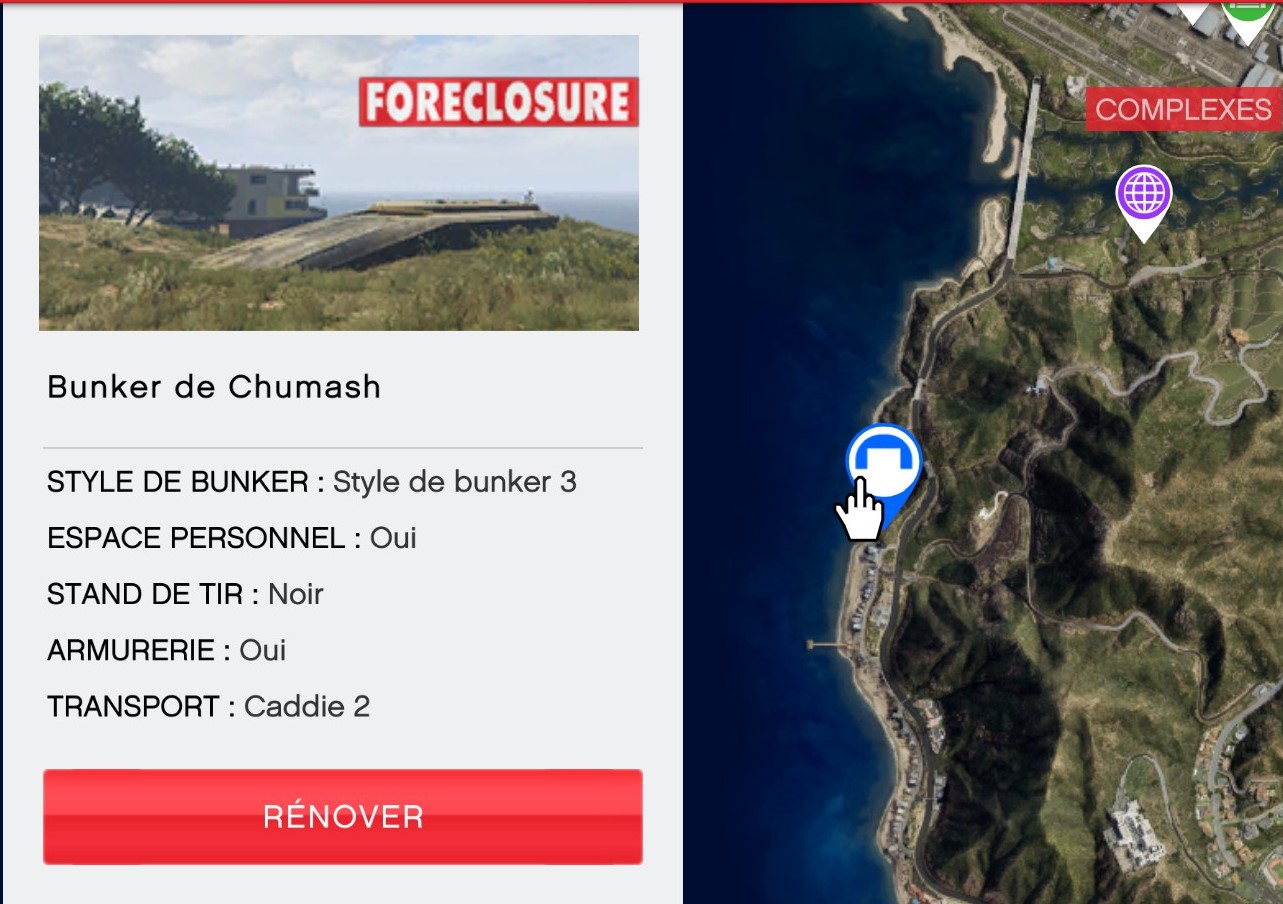 FORECLOSURE
COMPLEXES
Bunker de Chumash
STYLE DE BUNKER : Style de bunker 3
ESPACE PERSONNEL : Oui
STAND DE TIR : Noir
ARMURERIE : Oui
TRANSPORT : Caddie 2
RÉNOVER